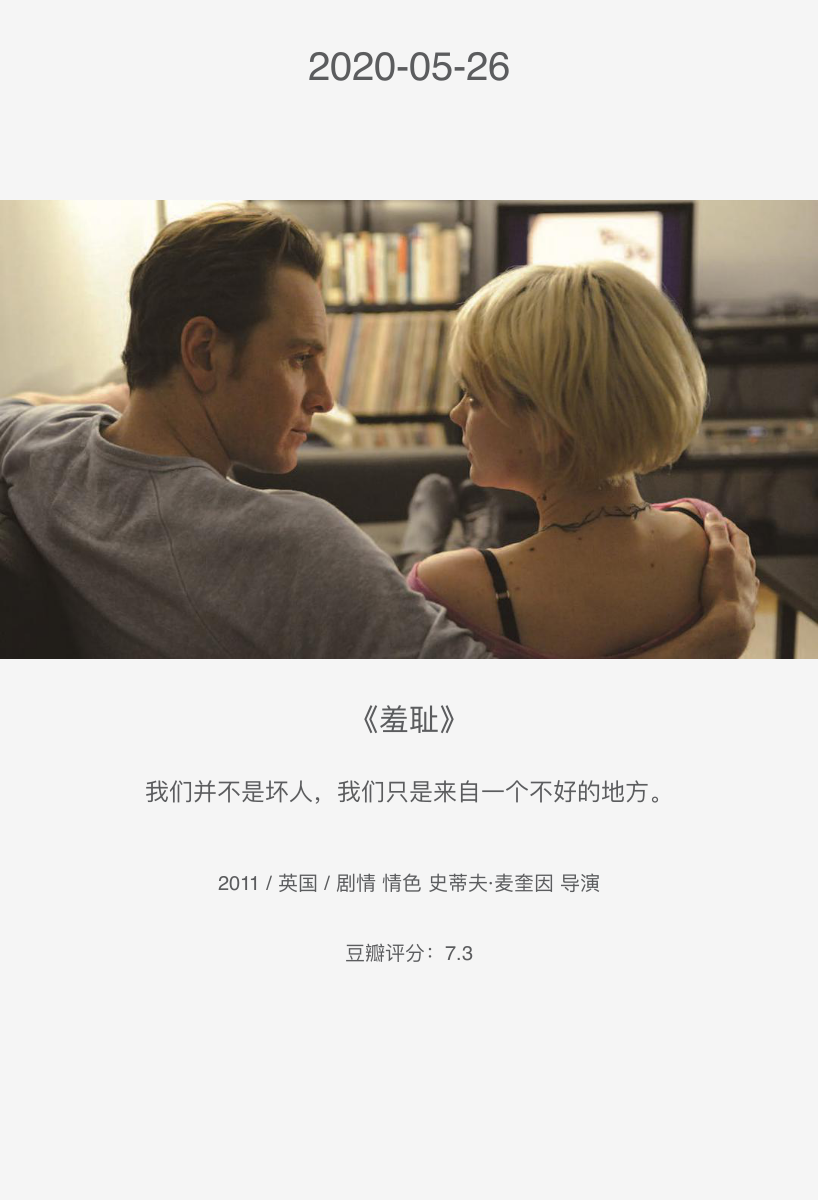 2020-05-26
《羞耻》
我们并不是坏人，我们只是来自一个不好的地方。
2011 / 英国 / 剧情 情色 史蒂夫·麦奎因 导演
豆瓣评分：7.3